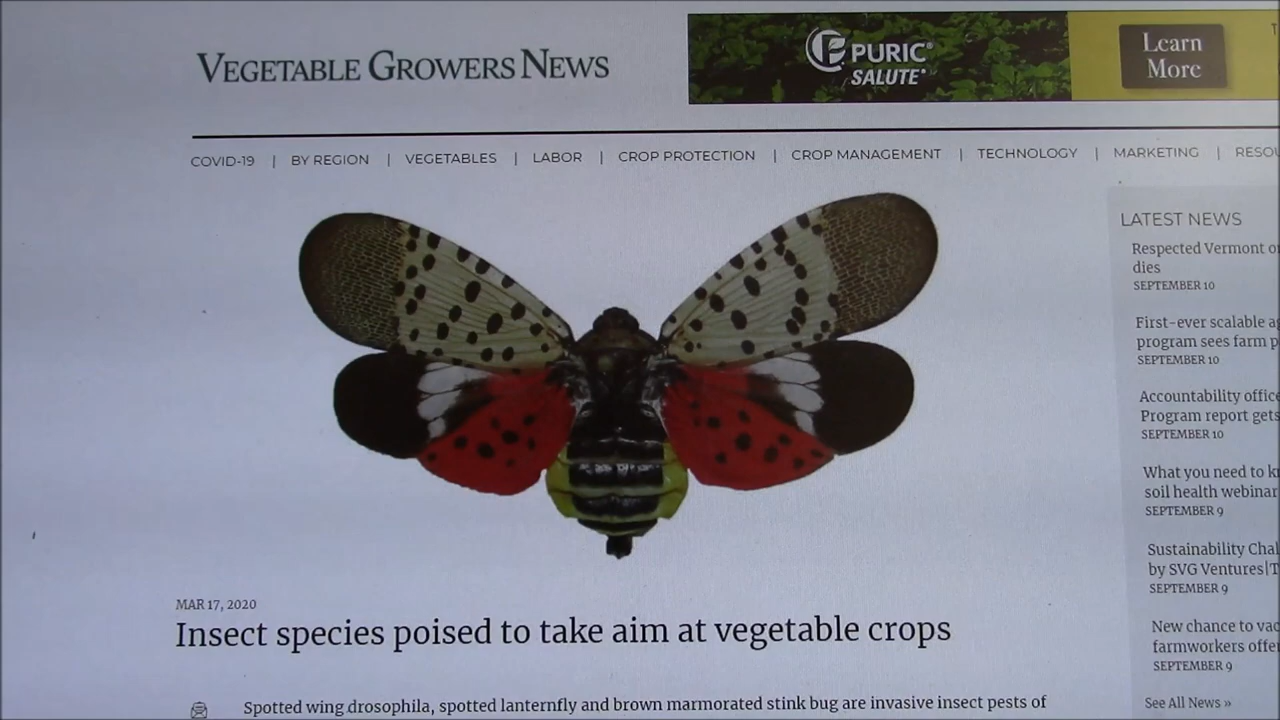 VEGETABLE GROWERS NEWS
PURIC®
SALUTE®
Learn
More
COVID-19 | BY REGION | VEGETABLES | LABOR | CROP PROTECTION | CROP MANAGEMENT | TECHNOLOGY | MARKETING |
LATEST NEWS
Respected Vermont
dies
SEPTEMBER 10
First-ever scalable
program sees farm
SEPTEMBER 10
Accountability
Program report gets
SEPTEMBER 10
What you need to
soil health webinar
SEPTEMBER 9
Sustainability
by SVG Ventures|T
SEPTEMBER 9
New chance to
farmworkers
SEPTEMBER 9
See All News »
MAR 17, 2020
Insect species poised to take aim at vegetable crops
Spotted wing drosophila, spotted lanternfly and brown marmorated stink bug are invasive insect pests of